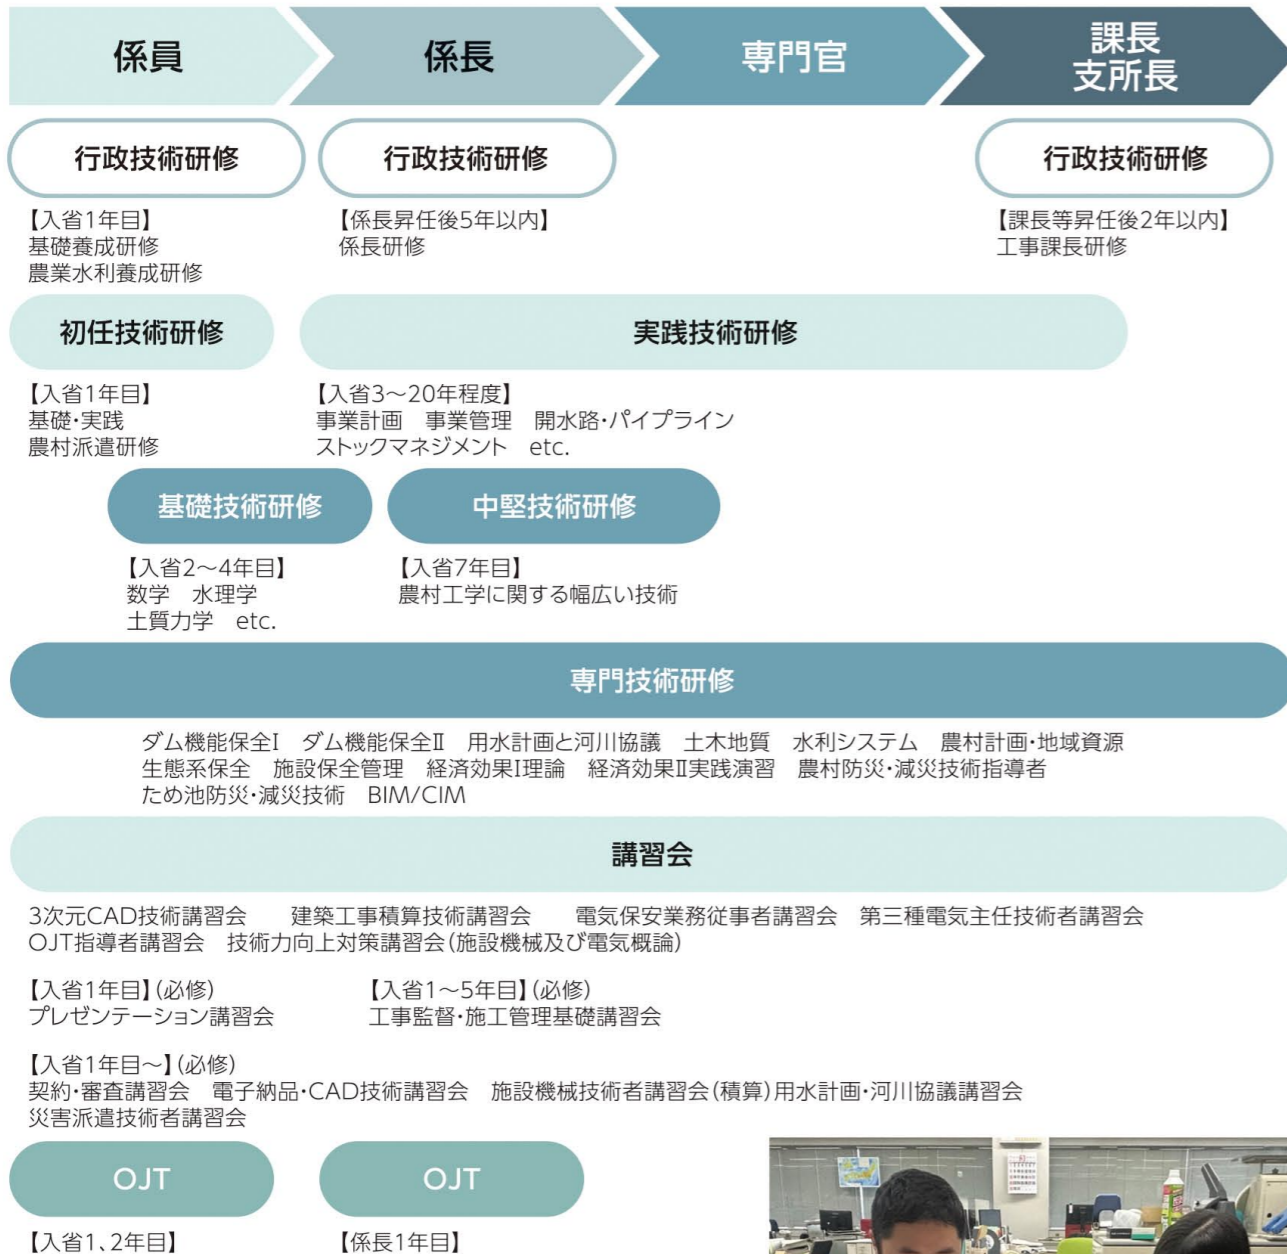 係員
係長
専門官
課長
支所長
行政技術研修
行政技術研修
行政技術研修
【入省1年目】
基礎養成研修
農業水利養成研修
【係長昇任後5年以内】
係長研修
【課長等昇任後2年以内】
工事課長研修
初任技術研修
実践技術研修
【入省1年目】
基礎・実践
農村派遣研修
【入省3～20年程度】
事業計画　事業管理　開水路・パイプライン
ストックマネジメント　etc.
基礎技術研修
中堅技術研修
【入省2～4年目】
数学　水理学
土質力学　etc.
【入省7年目】
農村工学に関する幅広い技術
専門技術研修
ダム機能保全Ⅰ　ダム機能保全Ⅱ　用水計画と河川協議　土木地質　水利システム　農村計画・地域資源
生態系保全　施設保全管理　経済効果Ⅰ理論　経済効果Ⅱ実践演習　農村防災・減災技術指導者
ため池防災・減災技術　BIM/CIM
講習会
3次元CAD技術講習会　　建築工事積算技術講習会　　電気保安業務従事者講習会　第三種電気主任技術者講習会
OJT指導者講習会　技術力向上対策講習会（施設機械及び電気概論）
【入省1年目】（必修）
プレゼンテーション講習会
【入省1～5年目】（必修）
工事監督・施工管理基礎講習会
【入省1年目～】（必修）
契約・審査講習会　電子納品・CAD技術講習会　施設機械技術者講習会（積算）用水計画・河川協議講習会
災害派遣技術者講習会
OJT
OJT
【入省1、2年目】
【係長1年目】